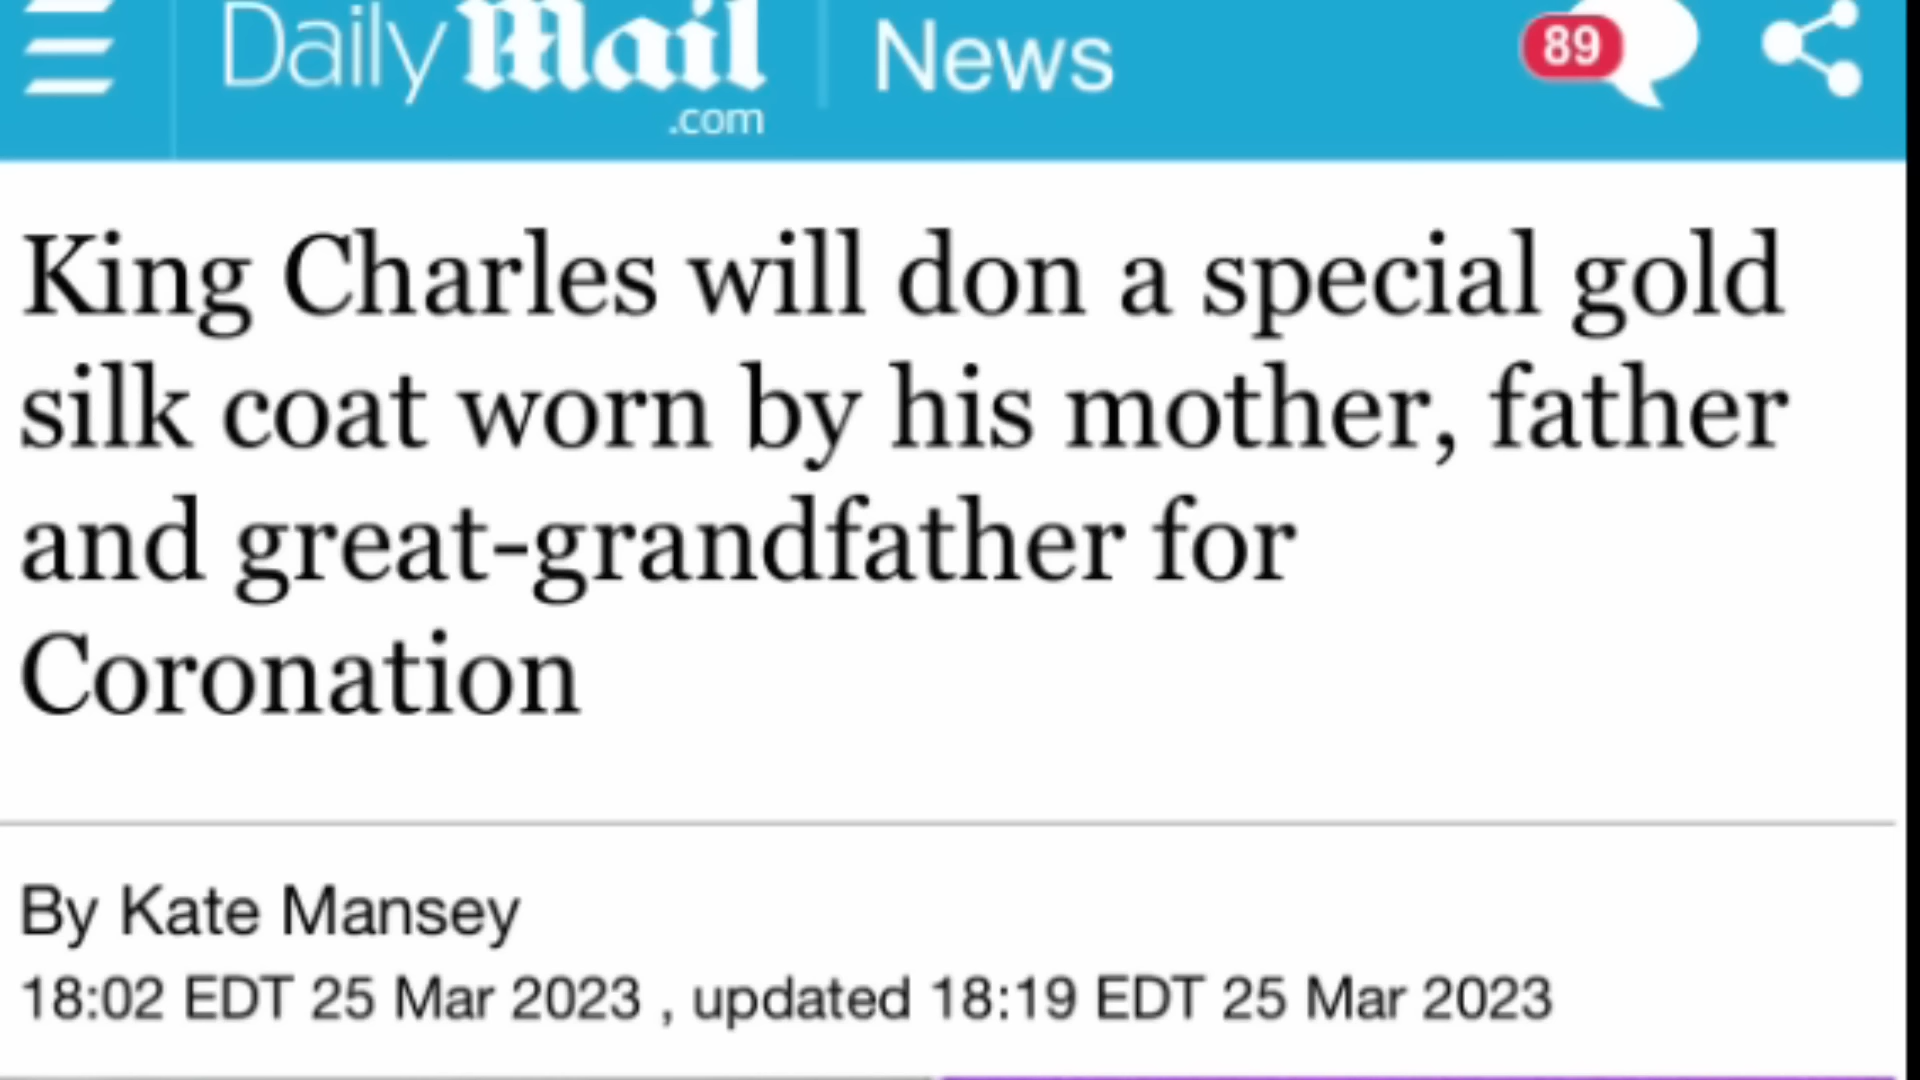 Daily Mail .com News 89
King Charles will don a special gold
silk coat worn by his mother, father
and great-grandfather for
Coronation
By Kate Mansey
18:02 EDT 25 Mar 2023 , updated 18:19 EDT 25 Mar 2023